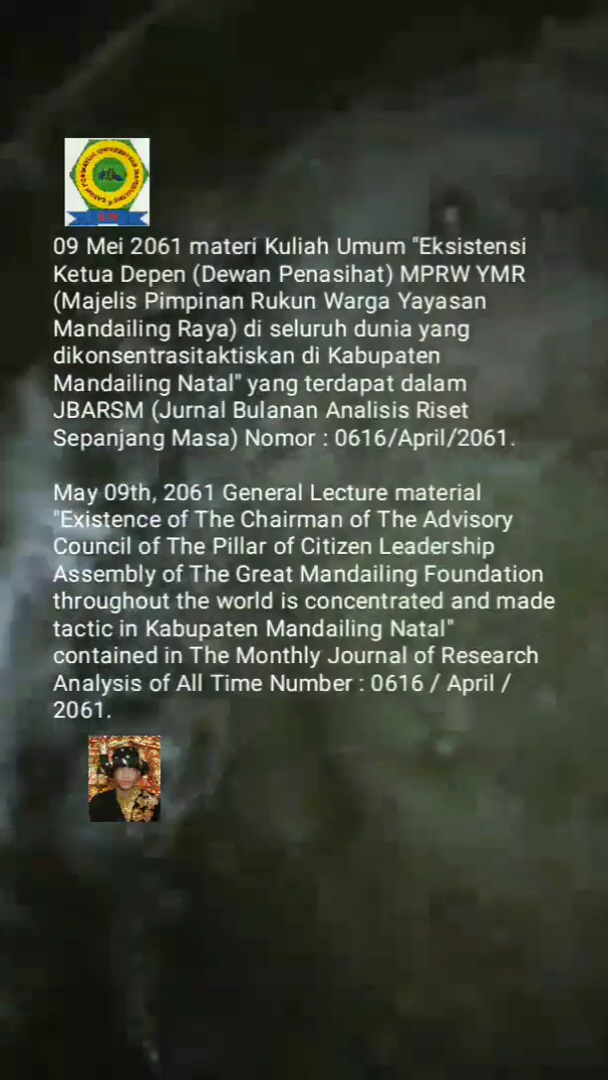 09 Mei 2061 materi Kuliah Umum "Eksistensi
Ketua Depen (Dewan Penasihat) MPRW YMR
(Majelis Pimpinan Rukun Warga Yayasan
Mandailing Raya) di seluruh dunia yang
dikonsentrasitaktiskan di Kabupaten
Mandailing Natal" yang terdapat dalam
JBARSM (Jurnal Bulanan Analisis Riset
Sepanjang Masa) Nomor : 0616/April/2061.
May 09th, 2061 General Lecture material
"Existence of The Chairman of The Advisory
Council of The Pillar of Citizen Leadership
Assembly of The Great Mandailing Foundation
throughout the world is concentrated and made
tactic in Kabupaten Mandailing Natal"
contained in The Monthly Journal of Research
Analysis of All Time Number : 0616 / April /
2061.